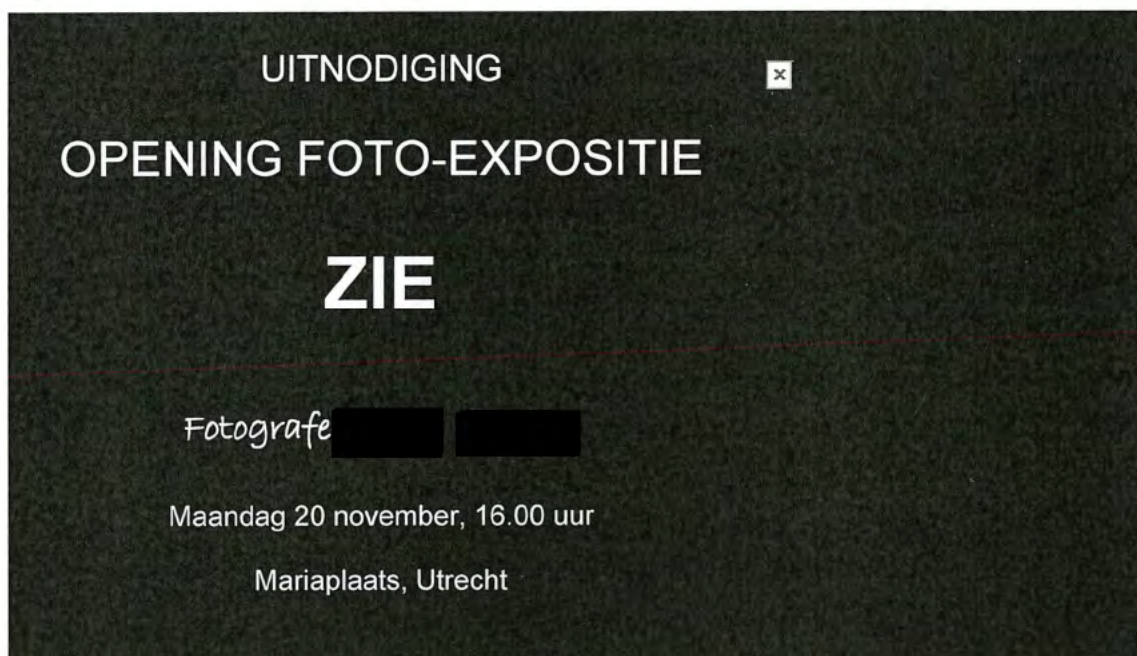 UITNODIGING
OPENING FOTO-EXPOSITIE
ZIE
Fotografe
Maandag 20 november, 16.00 uur
Mariaplaats, Utrecht